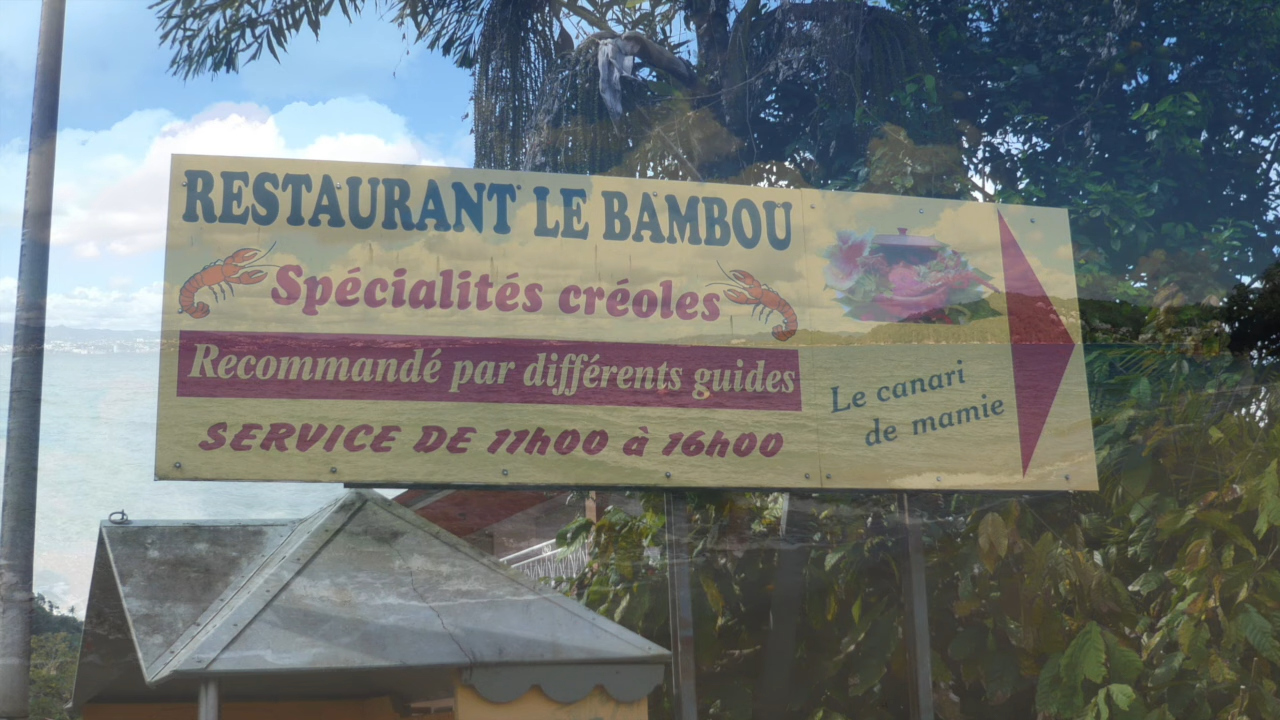 RESTAURANT LE BAMBOU
Spécialités créoles
Recommandé par différents guides
SERVICE DE 11h00 à 16h00
Le canari
de mamie